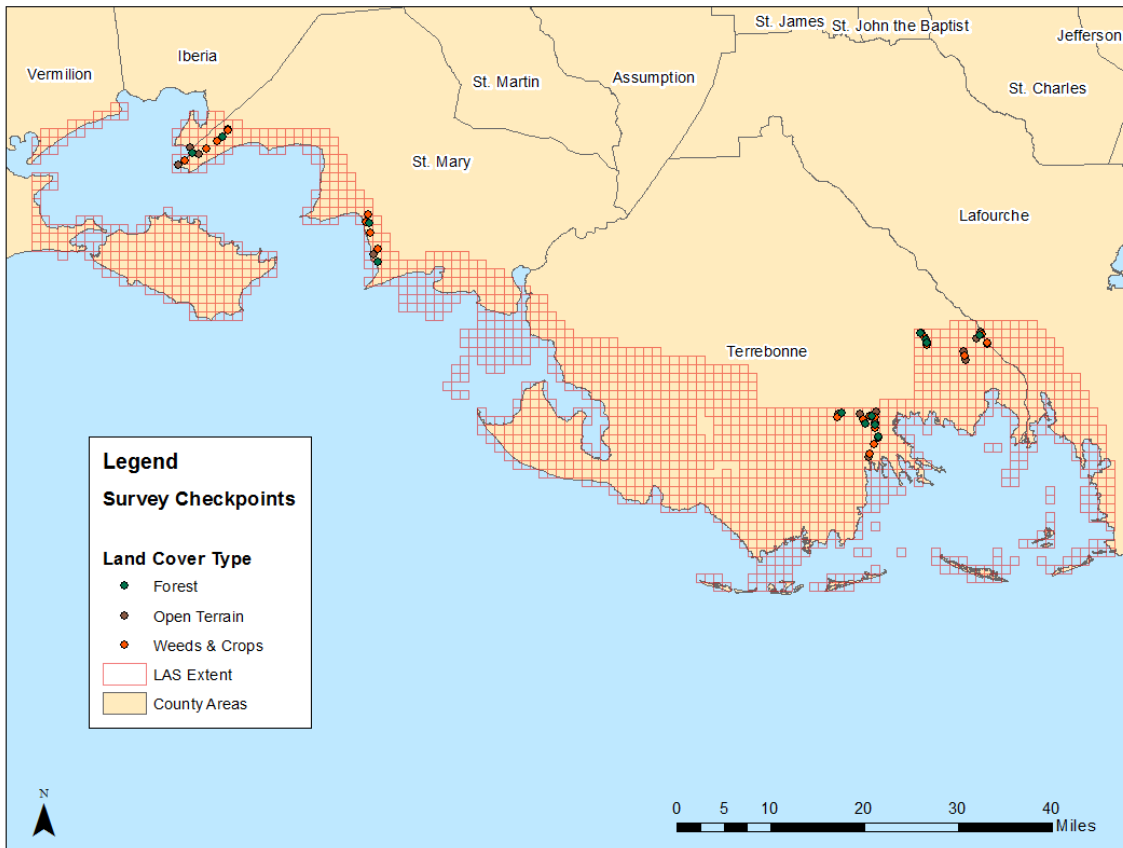 St. James
St. John the Baptist
Jefferson
Iberia
Vermilion
St. Martin
Assumption
St. Charles
St. Mary
Lafourche
Terrebonne
Legend
Survey Checkpoints
Land Cover Type
Forest
Open Terrain
Weeds & Crops
LAS Extent
County Areas
N
0 5 10 20 30 40
Miles